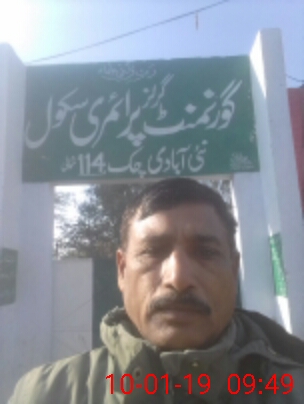 گورنمنٹ گرلز پرائمری سکول
نئی آبادی چک 114
10-01-19 09:49